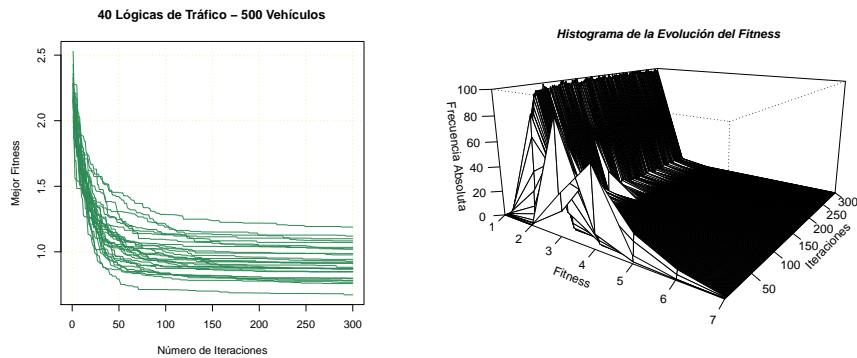 40 Lógicas de Tráfico − 500 Vehículos
2.5
2.0
1.5
1.0
Mejor Fitness
0 50 100 150 200 250 300
Número de Iteraciones
Histograma de la Evolución del Fitness
100
80
60
40
20
0
Frecuencia Absoluta
1 2 3 4 5 6 7
Fitness
50 100 150 200 250 300
Iteraciones